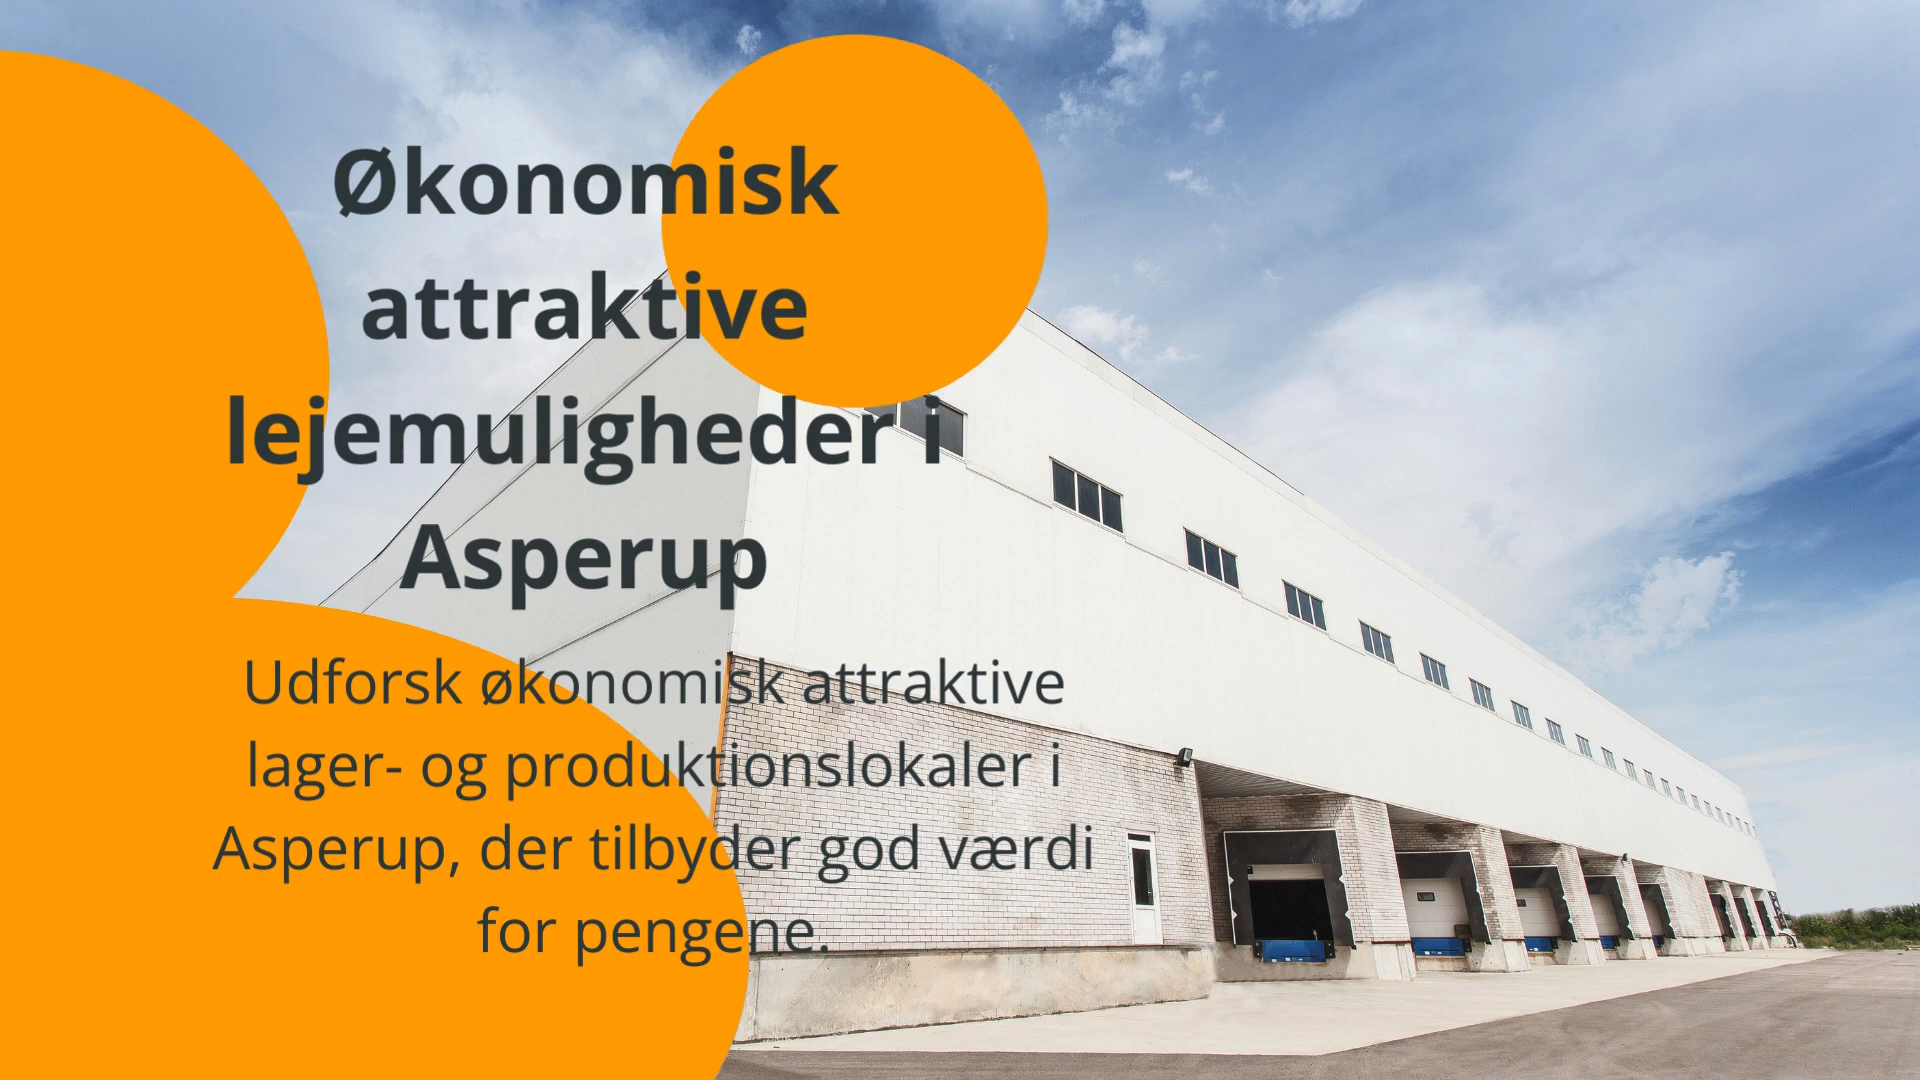 Økonomisk
attraktive
lejemuligheder i
Asperup
Udforsk økonomisk attraktive
lager- og produktionslokaler i
Asperup, der tilbyder god værdi
for pengene.